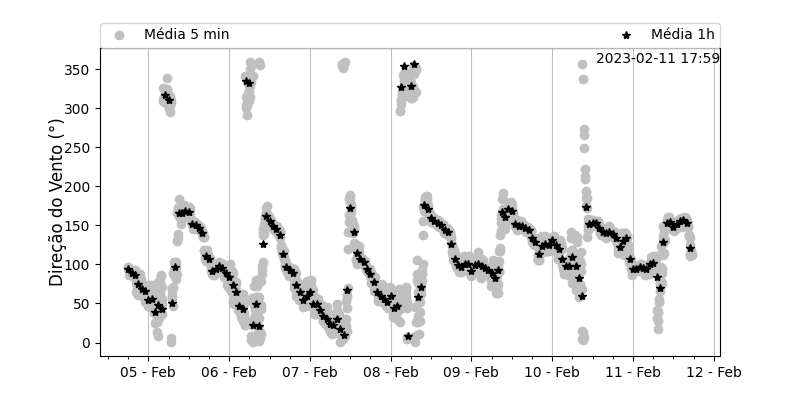 Média 5 min
Média 1h
2023-02-11 17:59
Direção do Vento (°)
350
300
250
200
150
100
50
0
05 - Feb
06 - Feb
07 - Feb
08 - Feb
09 - Feb
10 - Feb
11 - Feb
12 - Feb